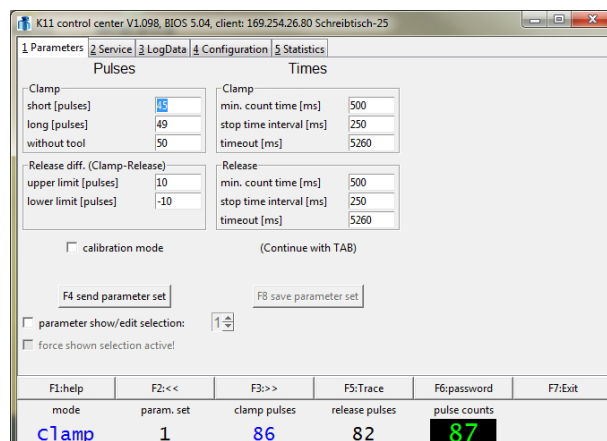 K11 control center V1.098, BIOS 5.04, client: 169.254.26.80 Schreibtisch-25
1 Parameters 2 Service 3 LogData 4 Configuration 5 Statistics
Pulses Times
Clamp Clamp
short [pulses] 45 min. count time [ms] 500
long [pulses] 49 stop time interval [ms] 250
without tool 50 timeout [ms] 5260
Release diff. (Clamp-Release) Release
upper limit [pulses] 10 min. count time [ms] 500
lower limit [pulses] -10 stop time interval [ms] 250
timeout [ms] 5260
calibration mode (Continue with TAB)
F4 send parameter set F8 save parameter set
parameter show/edit selection: 1
force shown selection active!
F1:help F2:<< F3:>> F5:Trace F6:password F7:Exit
mode param. set clamp pulses release pulses pulse counts
clamp 1 86 82 87